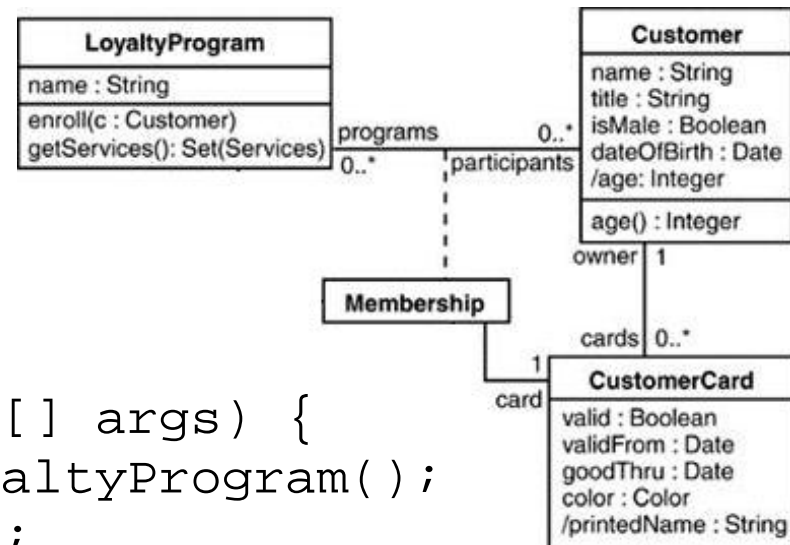 LoyaltyProgram
name : String
enroll(c : Customer)
getServices(): Set(Services)
programs
0..*
0..*
participants
Customer
name : String
title : String
isMale : Boolean
dateOfBirth : Date
/age: Integer
age() : Integer
owner 1
Membership
cards 0..*
1
card
CustomerCard
valid : Boolean
validFrom : Date
goodThru : Date
color : Color
/printedName : String
[] args) {
altyProgram();
;